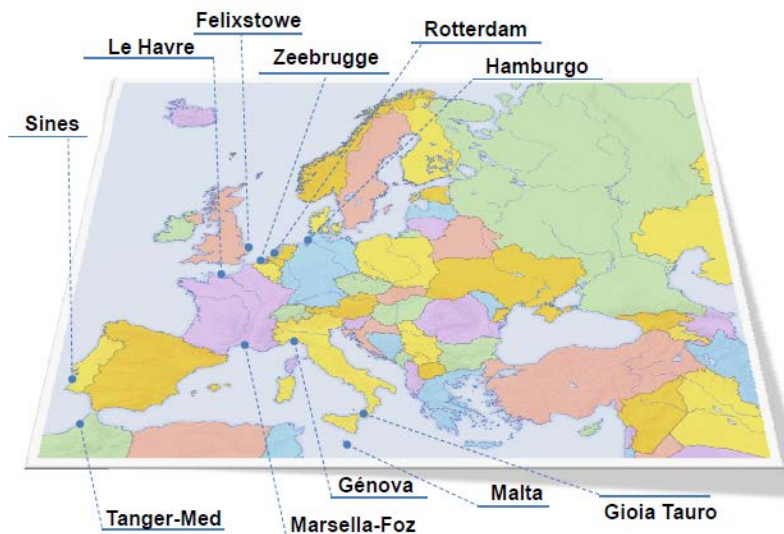 Felixstowe
Rotterdam
Le Havre
Zeebrugge
Hamburgo
Sines
Génova
Malta
Gioia Tauro
Tanger-Med
Marsella-Foz